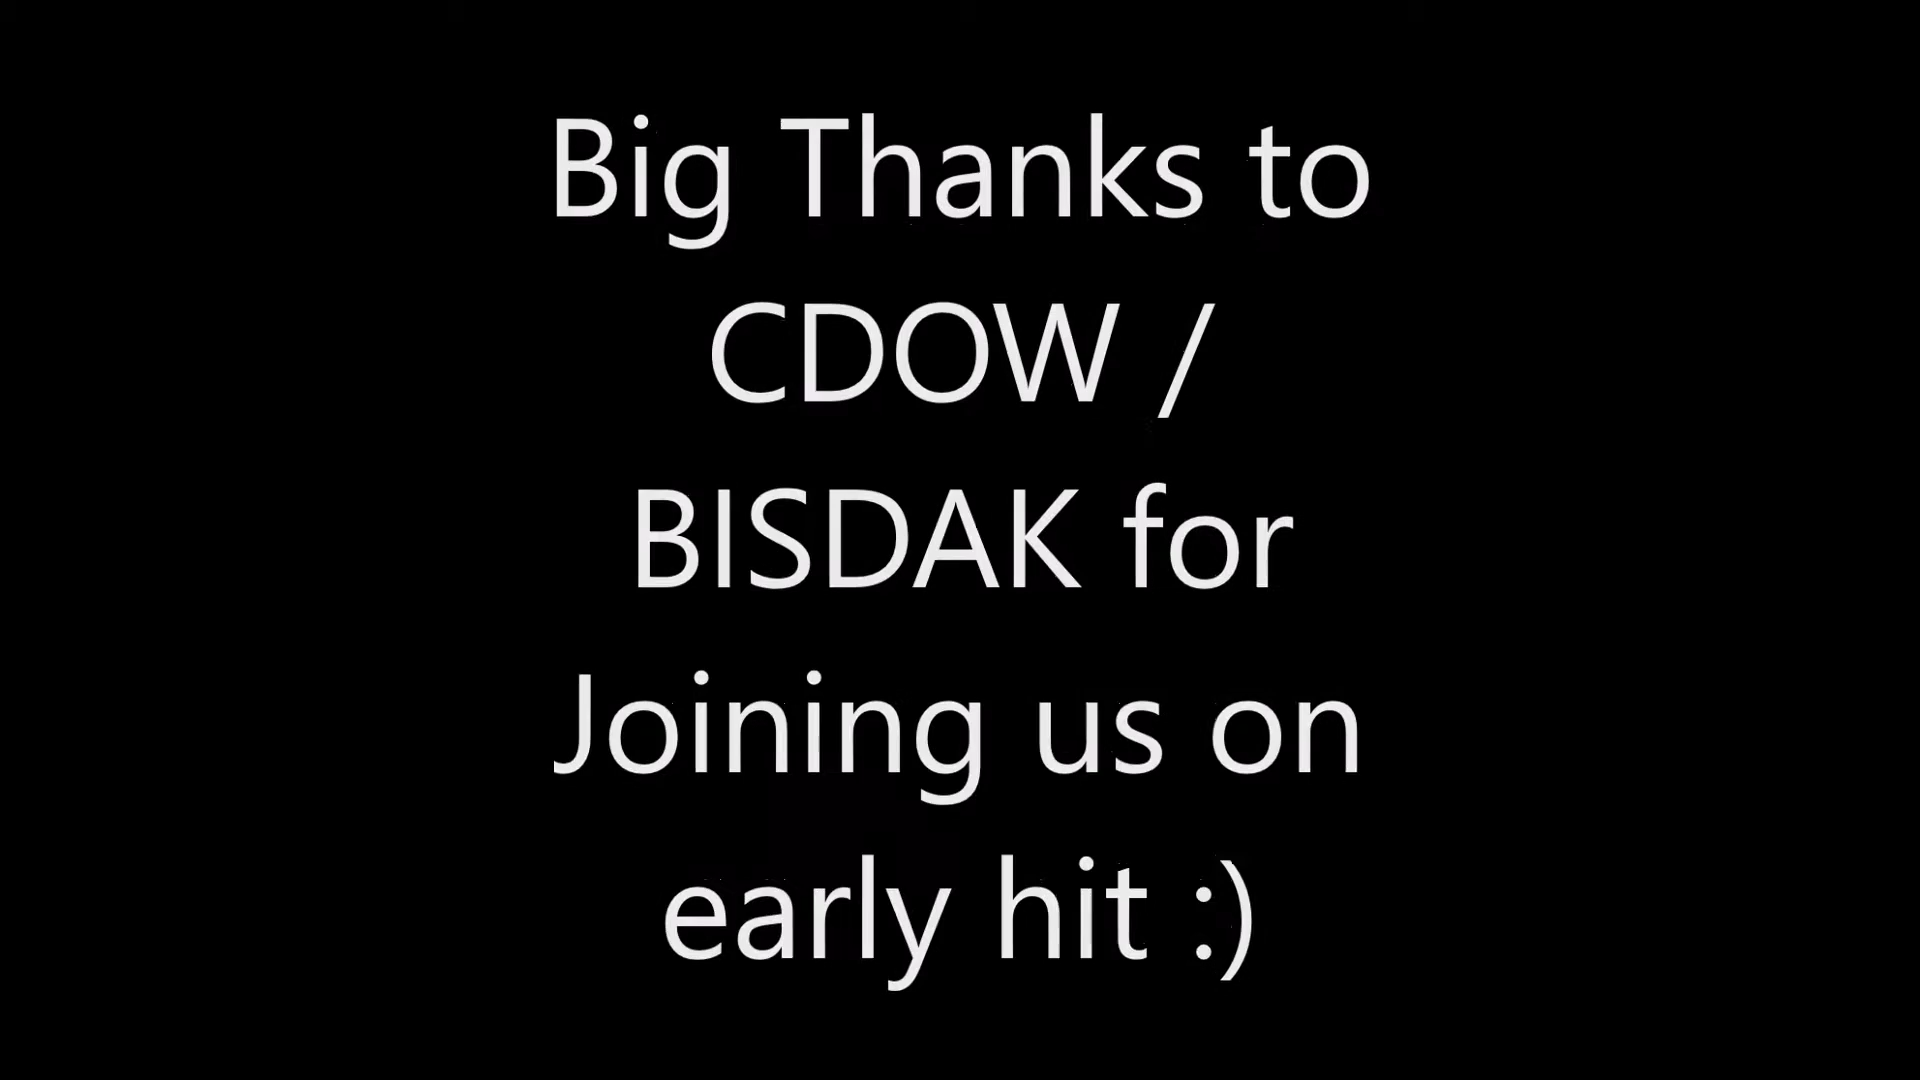 Big Thanks to
CDOW /
BISDAK for
Joining us on
early hit :)